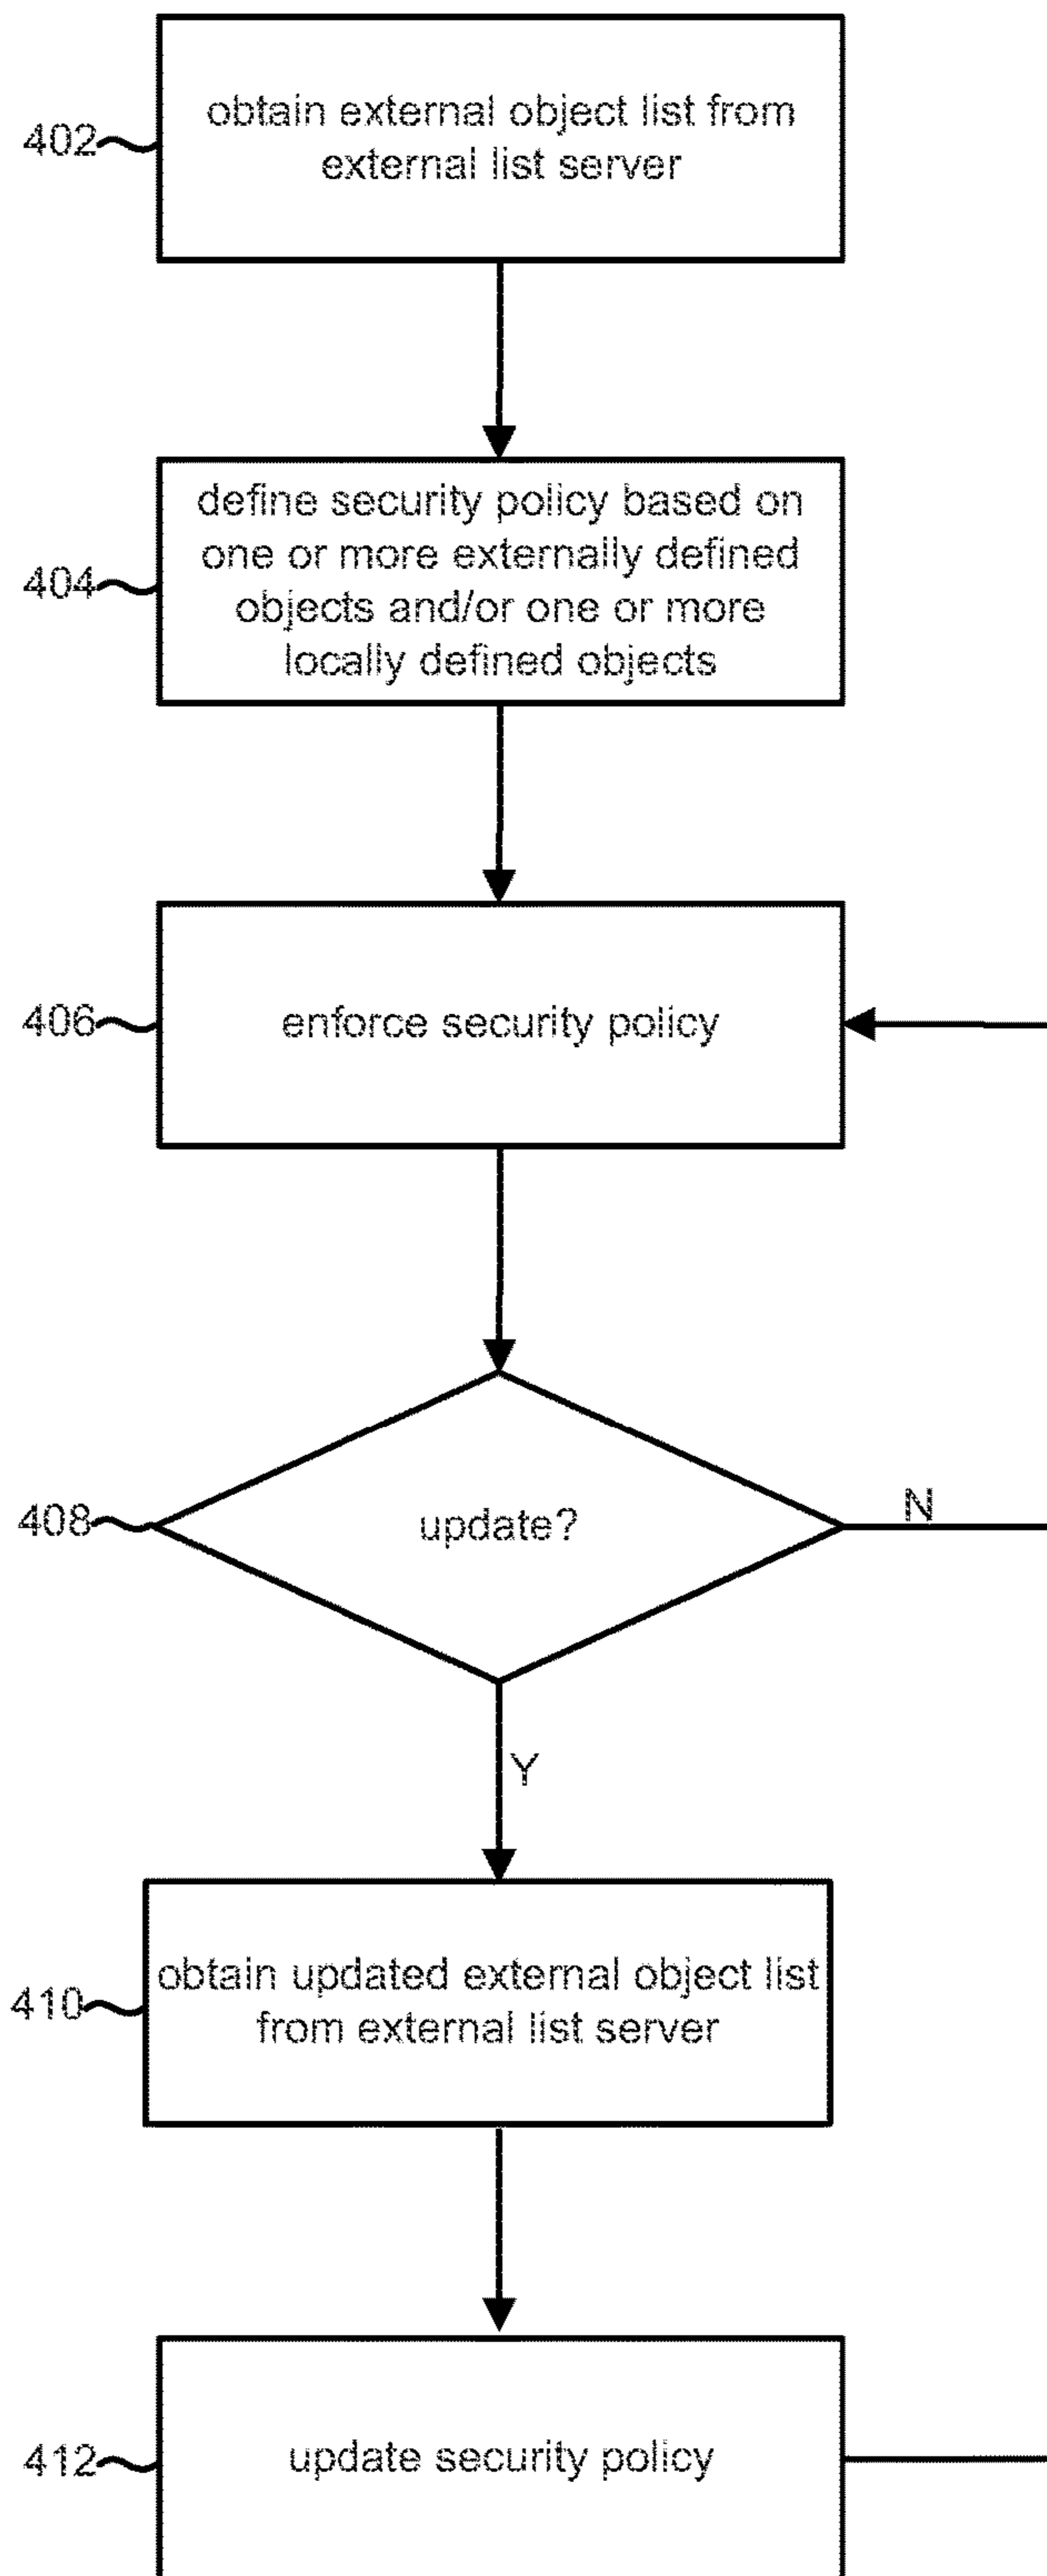 402
obtain external object list from
external list server
404
define security policy based on
one or more externally defined
objects and/or one or more
locally defined objects
406
enforce security policy
408
update?
N
Y
410
obtain updated external object list
from external list server
412
update security policy